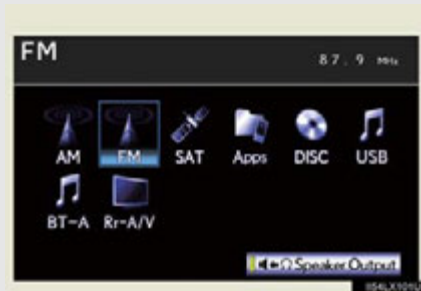 FM
87.9 MHz
AM FM SAT Apps DISC USB
BT-A Rr-A/V
Speaker Output